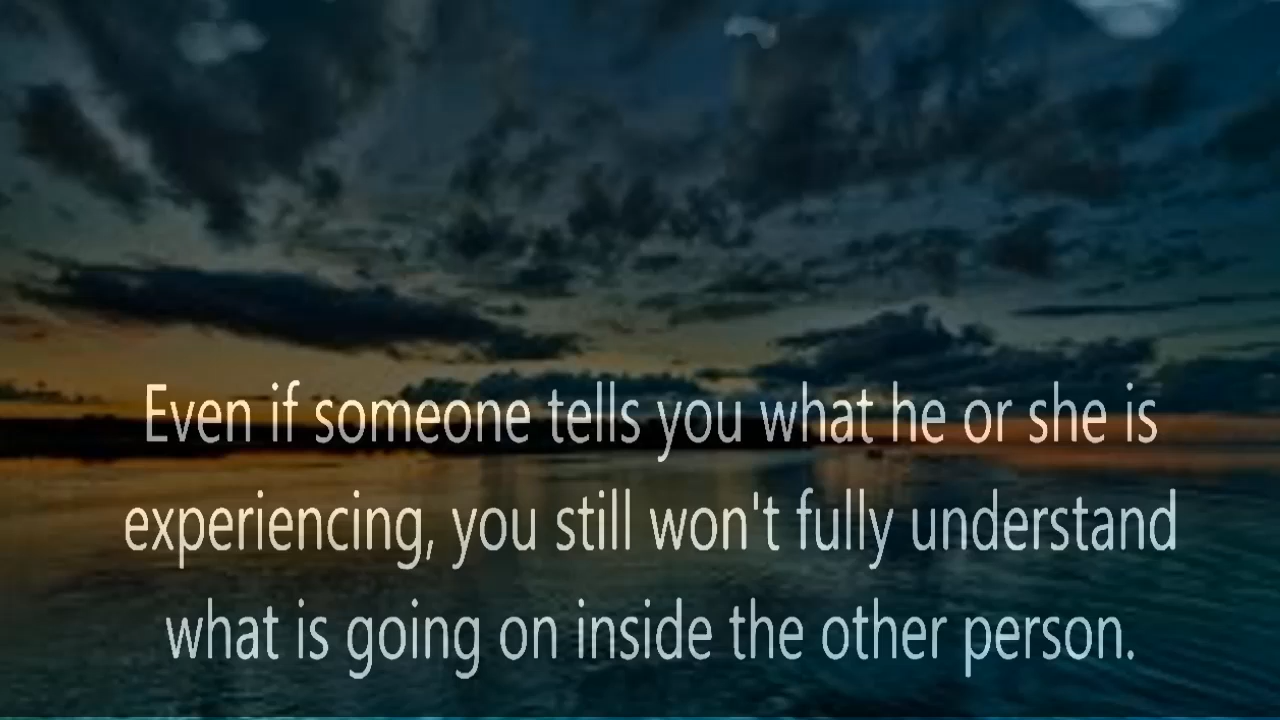 Even if someone tells you what he or she is
experiencing, you still won't fully understand
what is going on inside the other person.